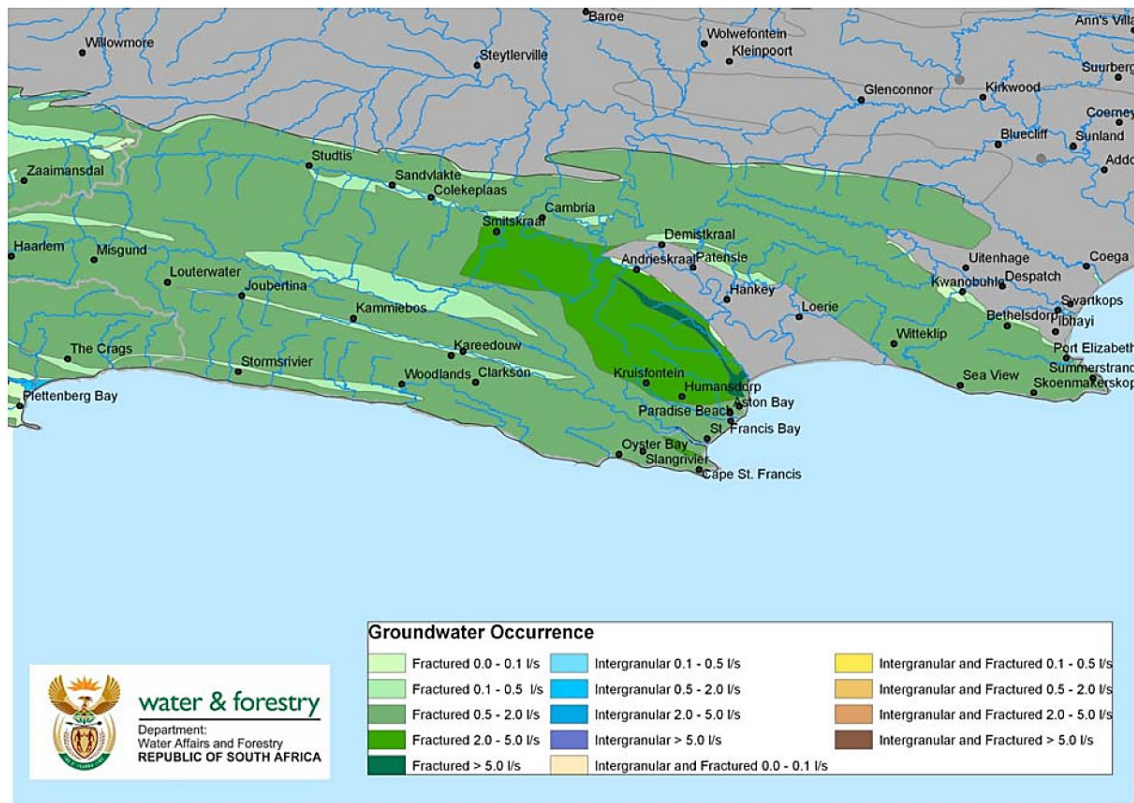 Baroe
Ann's Villa
Willowmore
Wolwefontein
Kleinpoort
Steytlerville
Suurberg
Glenconnor
Kirkwood
Coerney
Bluecliff
Sunland
Addo
Studtis
Zaaimansdal
Sandvlakte
Colekeplaas
Cambria
Smitskraal
Demistkraal
Haarlem
Misgund
Andrieskraal
Patensie
Uitenhage
Coega
Louterwater
Despatch
Kwanobuhle
Joubertina
Hankey
Swartkops
Kammiebos
Loerie
Bethelsdorp
Ibhayi
Witteklip
Kareedouw
Port Elizabeth
The Crags
Stormsrivier
Summerstrand
Woodlands
Clarkson
Kruisfontein
Sea View
Skoenmakerskop
Humansdorp
Plettenberg Bay
Paradise Beach
Aston Bay
St. Francis Bay
Oyster Bay
Slangrivier
Cape St. Francis
Groundwater Occurrence
Fractured 0.0 - 0.1 l/s
Fractured 0.1 - 0.5 l/s
Fractured 0.5 - 2.0 l/s
Fractured 2.0 - 5.0 l/s
Fractured > 5.0 l/s
Intergranular 0.1 - 0.5 l/s
Intergranular 0.5 - 2.0 l/s
Intergranular 2.0 - 5.0 l/s
Intergranular > 5.0 l/s
Intergranular and Fractured 0.0 - 0.1 l/s
Intergranular and Fractured 0.1 - 0.5 l/s
Intergranular and Fractured 0.5 - 2.0 l/s
Intergranular and Fractured 2.0 - 5.0 l/s
Intergranular and Fractured > 5.0 l/s
water & forestry
Department:
Water Affairs and Forestry
REPUBLIC OF SOUTH AFRICA